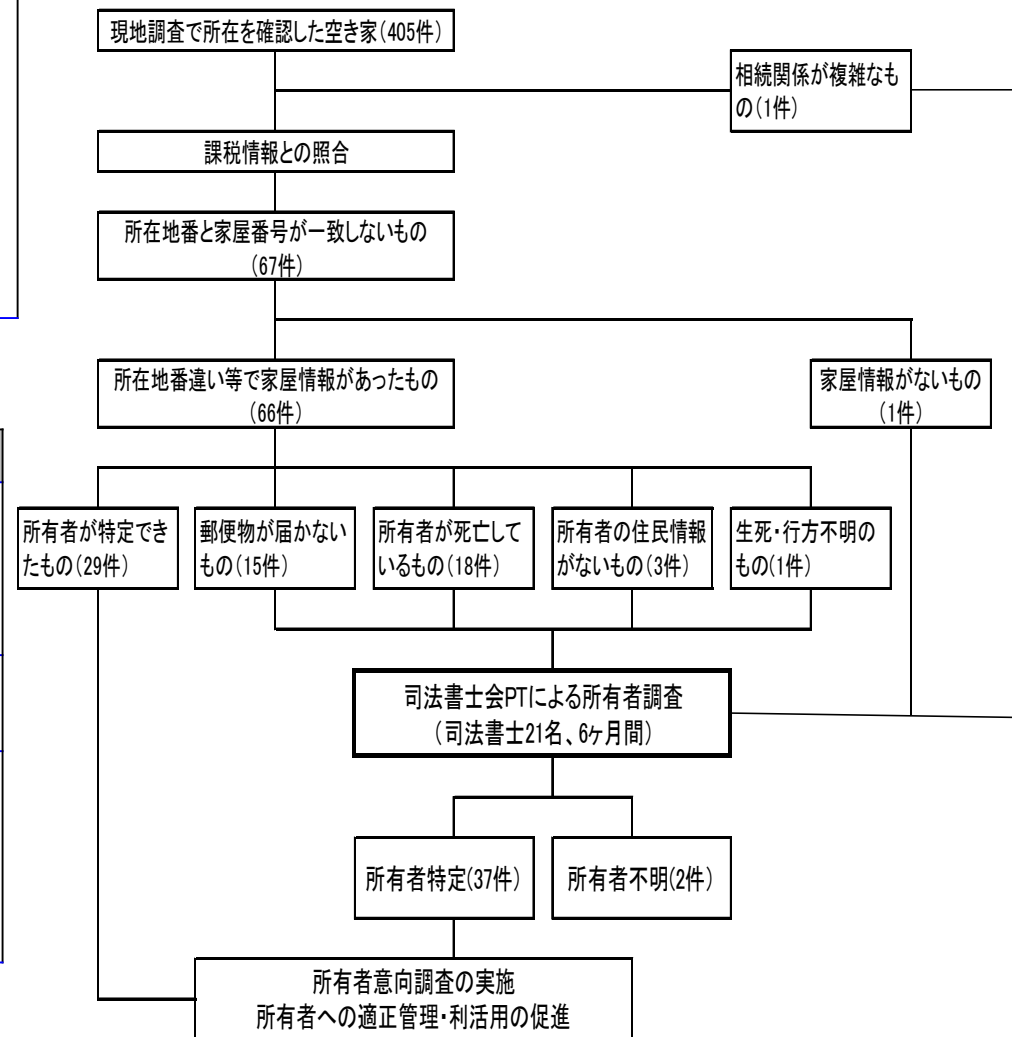 現地調査で所在を確認した空き家(405件)
相続関係が複雑なも
の(1件)
課税情報との照合
所在地番と家屋番号が一致しないもの
(67件)
所在地番違い等で家屋情報があったもの
(66件)
家屋情報がないもの
(1件)
所有者が特定でき
たもの(29件)
郵便物が届かない
もの(15件)
所有者が死亡して
いるもの(18件)
所有者の住民情報
がないもの(3件)
生死・行方不明の
もの(1件)
司法書士会PTによる所有者調査
(司法書士21名、6ヶ月間)
所有者特定(37件)
所有者不明(2件)
所有者意向調査の実施
所有者への適正管理・利活用の促進